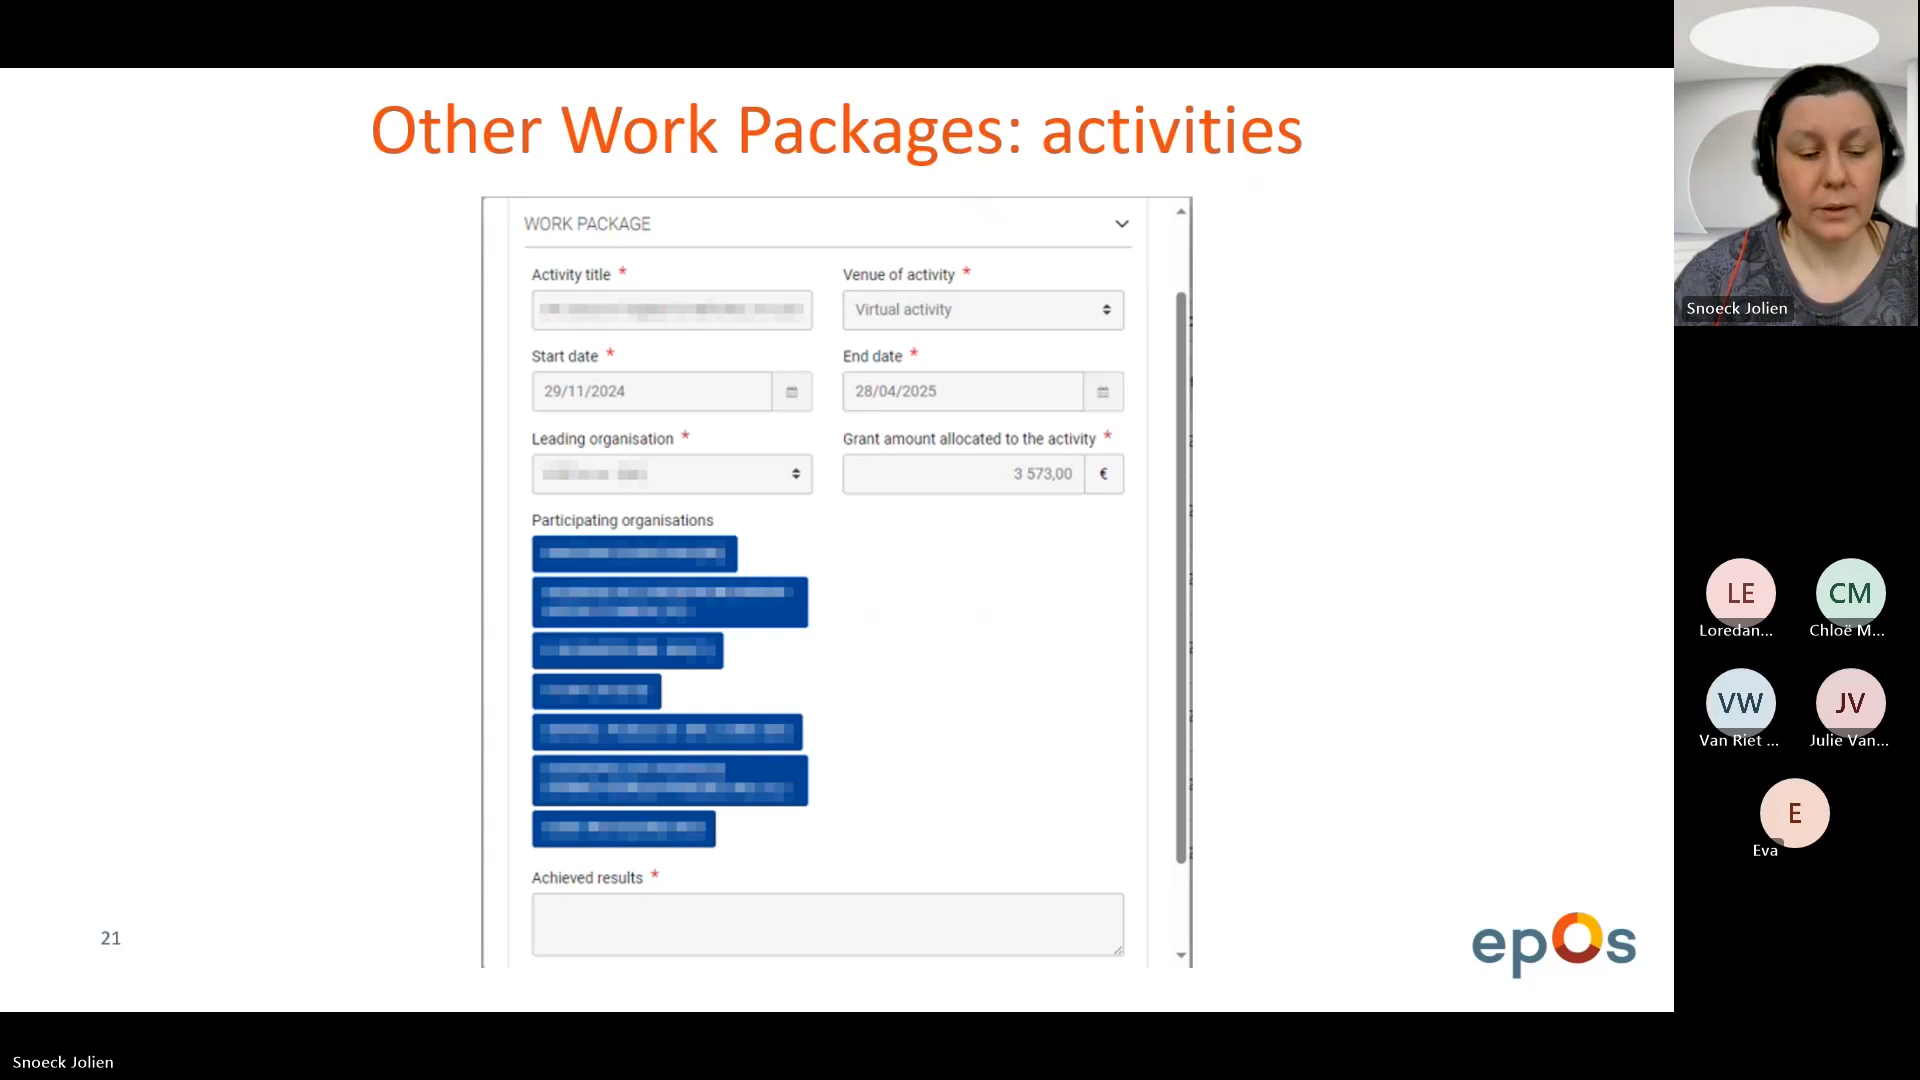 Other Work Packages: activities
WORK PACKAGE
Activity title *
Venue of activity *
Virtual activity
Start date *
End date *
29/11/2024
28/04/2025
Leading organisation *
Grant amount allocated to the activity *
3 573,00 €
Participating organisations
Achieved results *
21
epos
Snoeck Jolien
LE
CM
Loredan...
Chloë M...
VW
JV
Van Riet ...
Julie Van...
E
Eva
Snoeck Jolien